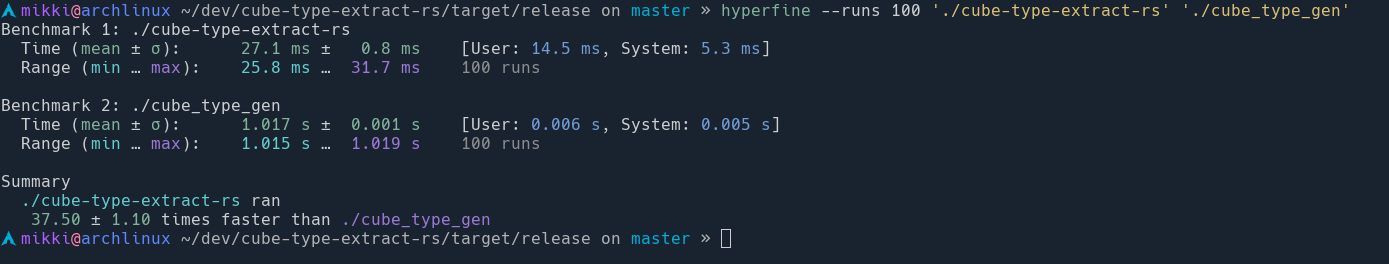 mikki@archlinux ~/dev/cube-type-extract-rs/target/release on master » hyperfine --runs 100 './cube-type-extract-rs' './cube_type_gen'
Benchmark 1: ./cube-type-extract-rs
  Time (mean ± σ):      27.1 ms ±   0.8 ms    [User: 14.5 ms, System: 5.3 ms]
  Range (min … max):    25.8 ms …  31.7 ms    100 runs

Benchmark 2: ./cube_type_gen
  Time (mean ± σ):      1.017 s ±  0.001 s    [User: 0.006 s, System: 0.005 s]
  Range (min … max):    1.015 s …  1.019 s    100 runs

Summary
  ./cube-type-extract-rs ran
   37.50 ± 1.10 times faster than ./cube_type_gen
mikki@archlinux ~/dev/cube-type-extract-rs/target/release on master »